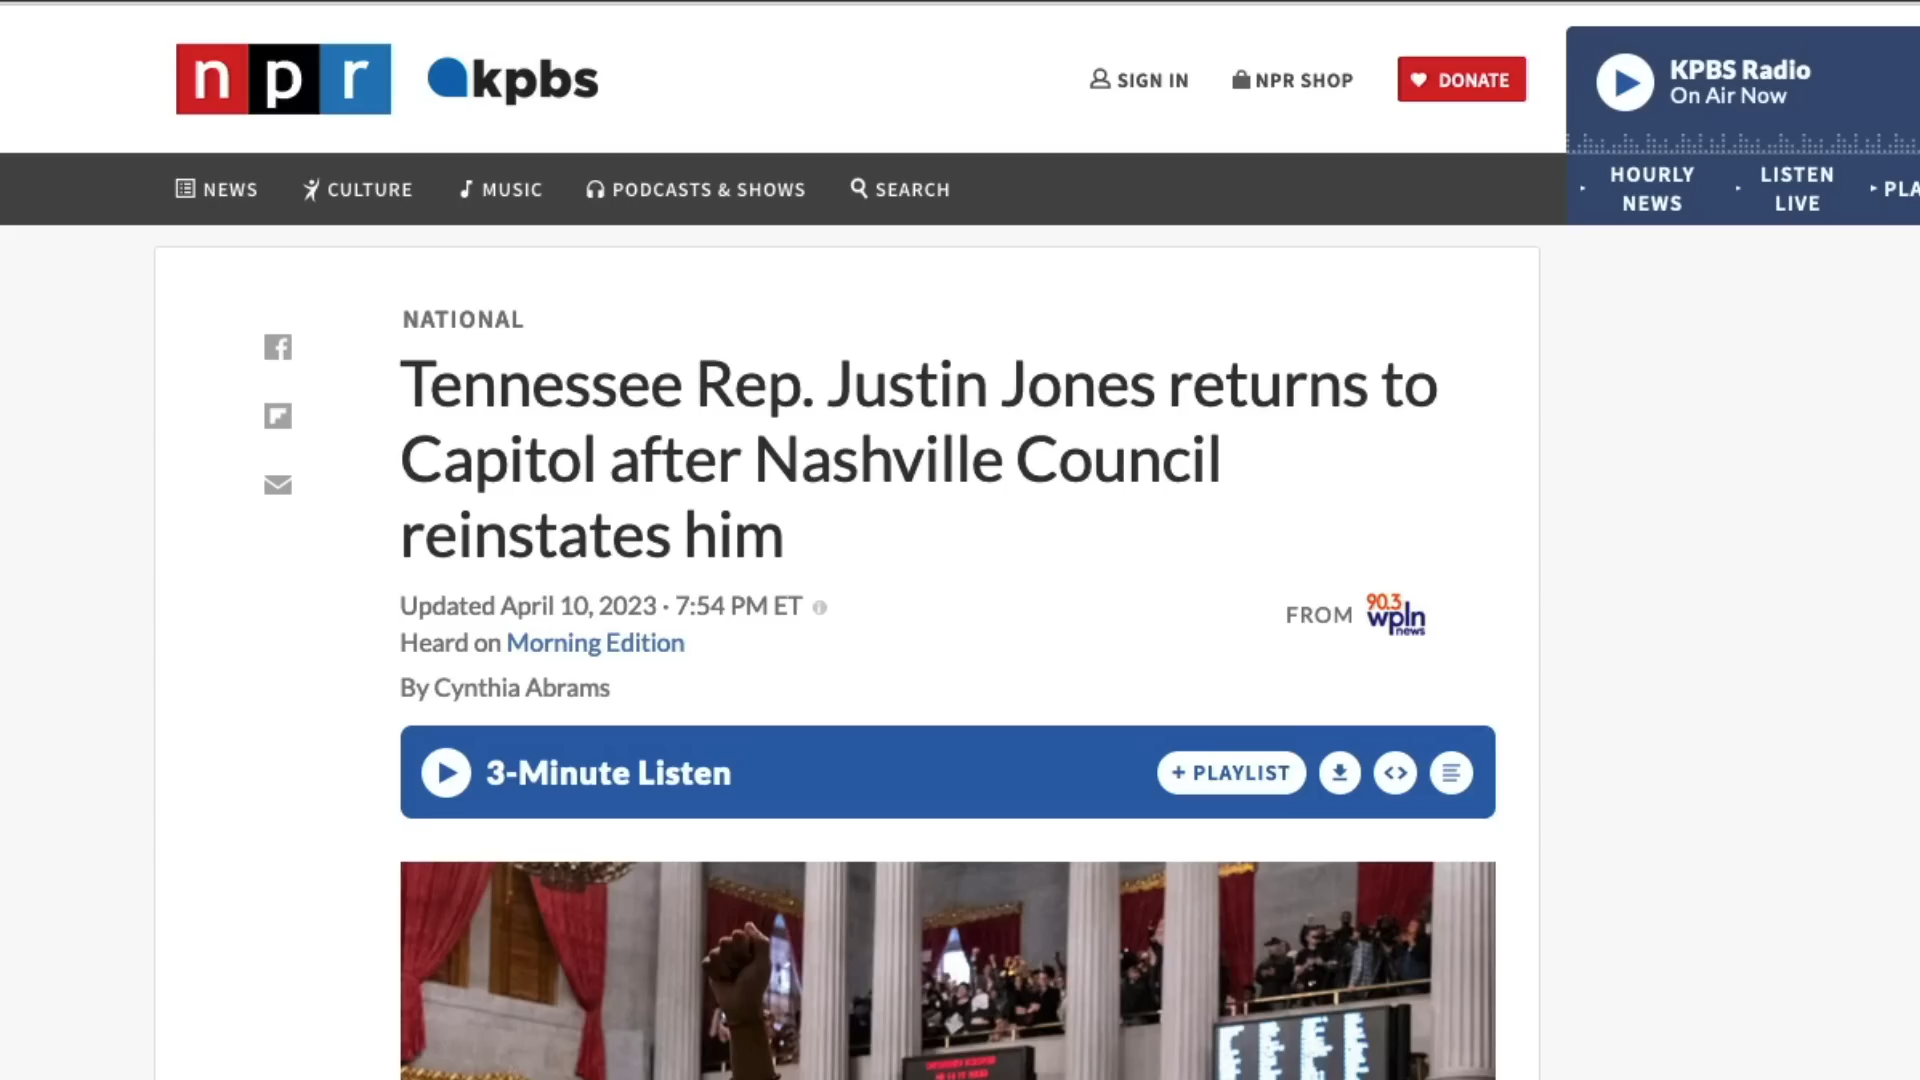 npr kpbs
SIGN IN
NPR SHOP
DONATE
KPBS Radio
On Air Now
NEWS
CULTURE
MUSIC
PODCASTS & SHOWS
SEARCH
HOURLY
NEWS
LISTEN
LIVE
PLA
NATIONAL
Tennessee Rep. Justin Jones returns to
Capitol after Nashville Council
reinstates him
Updated April 10, 2023 · 7:54 PM ET
Heard on Morning Edition
FROM 90.3 wpln news
By Cynthia Abrams
3-Minute Listen
+ PLAYLIST